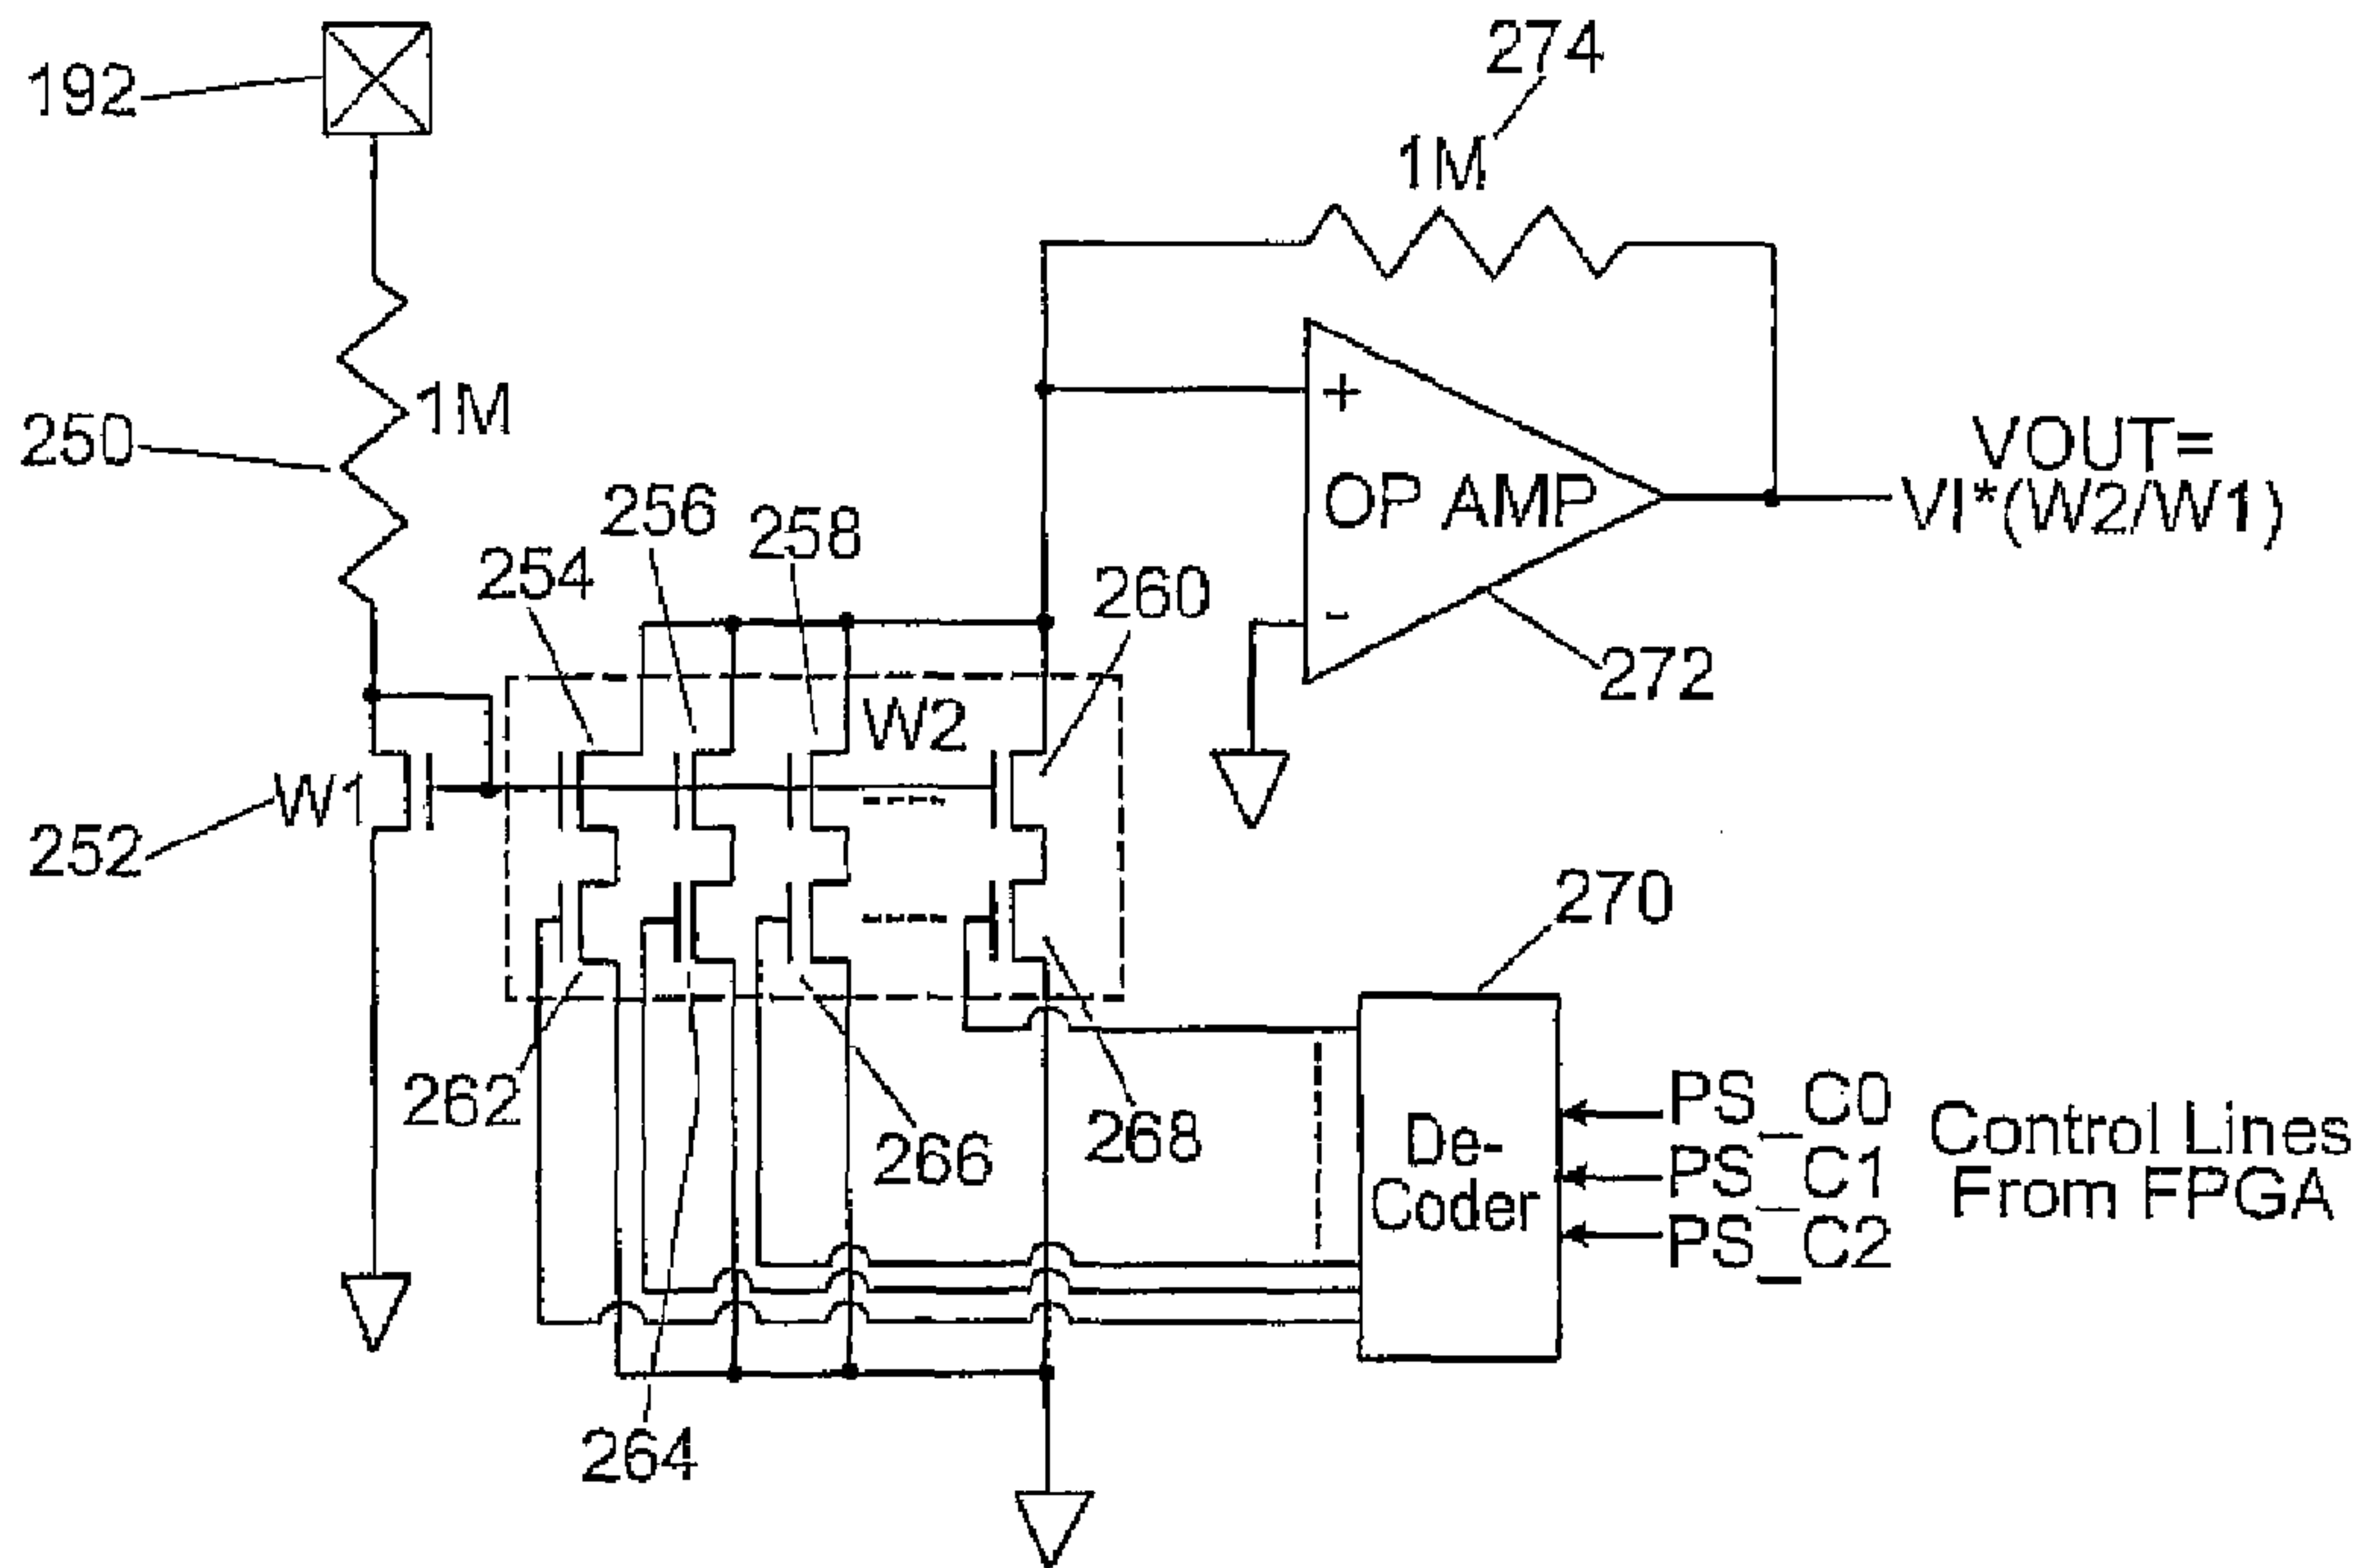 274
192
1M
1M
250
VOUT=
VI*(W2/W1)
+
OP AMP
-
256
258
254
260
272
W2
W1
252
270
262
266
268
264
De-
Coder
PS_C0
PS_C1
PS_C2
Control Lines
From FPGA